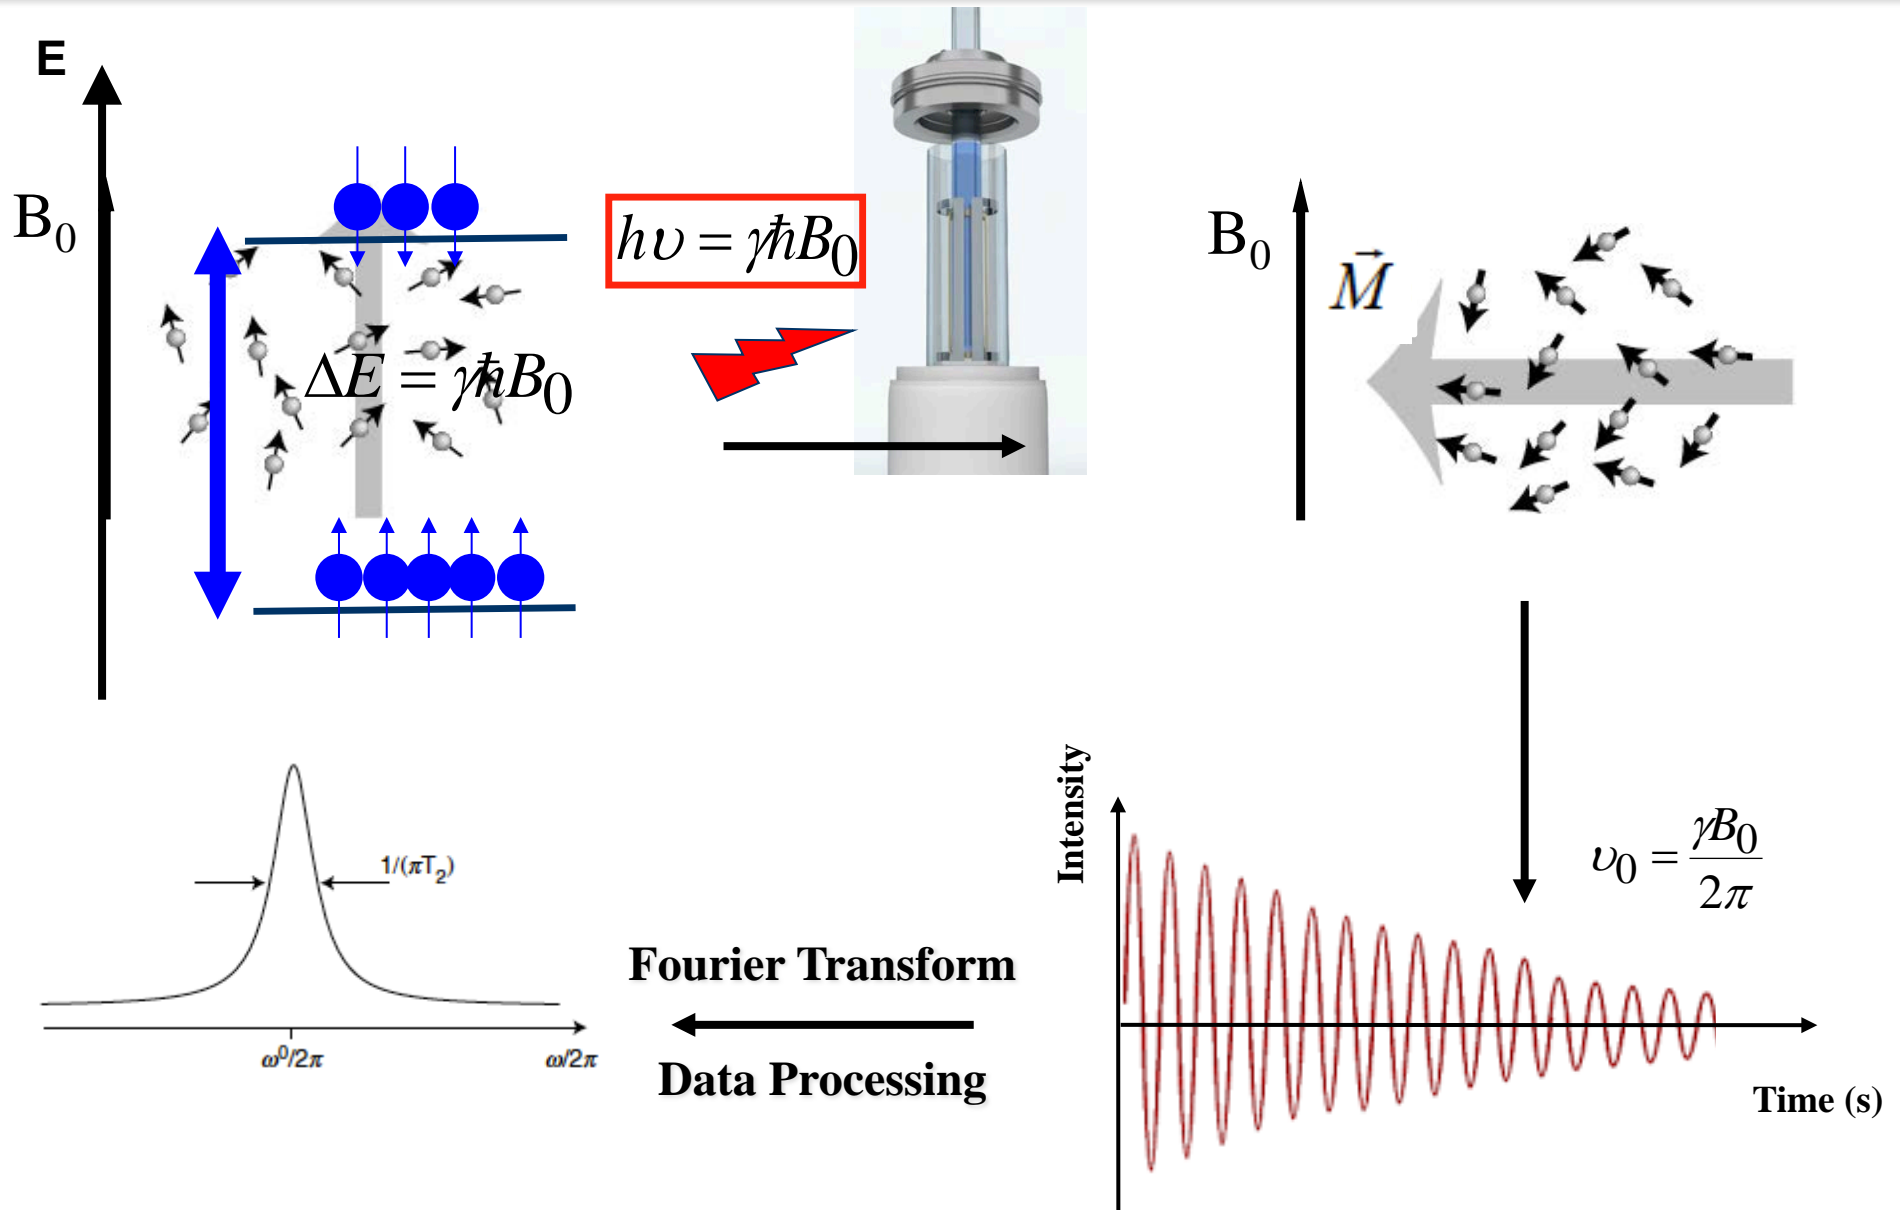 E
B0
ΔE = γħB0
hυ = γħB0
B0
M⃗
υ0 = γB0/2π
Intensity
Time (s)
Fourier Transform
Data Processing
1/(πT2)
ω⁰/2π
ω/2π